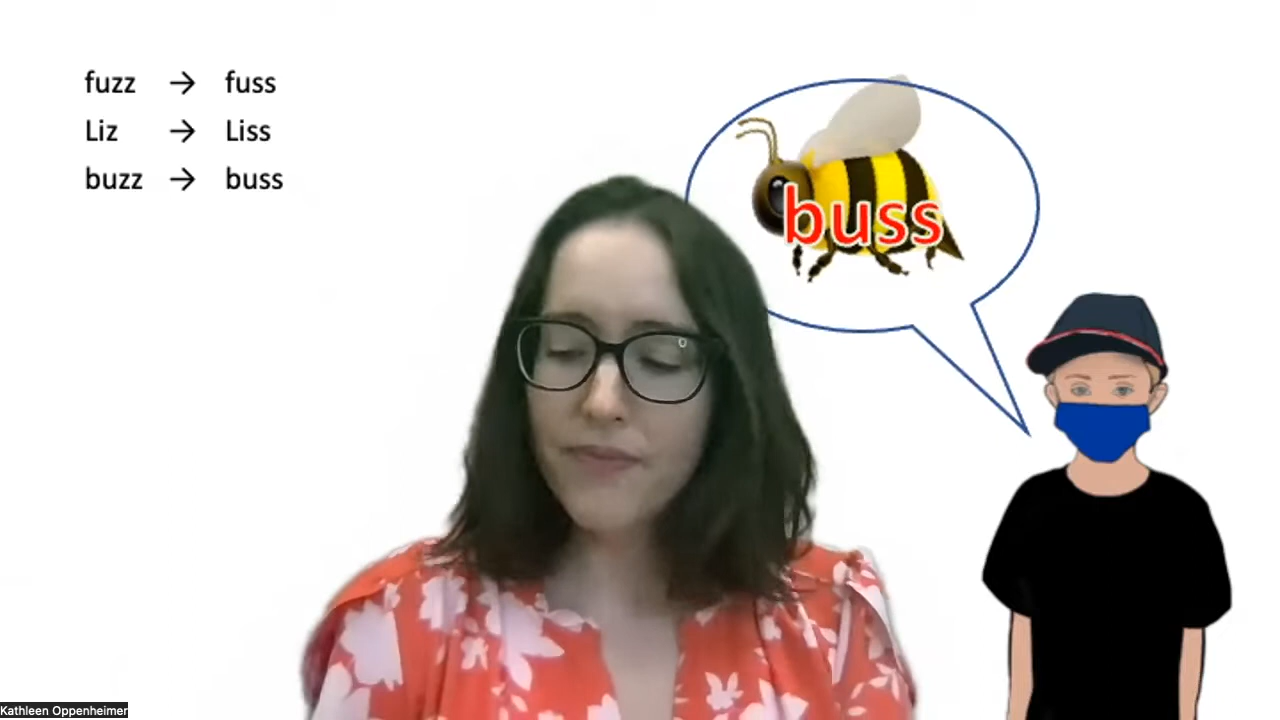 fuzz → fuss
Liz → Liss
buzz → buss
buss
Kathleen Oppenheimer